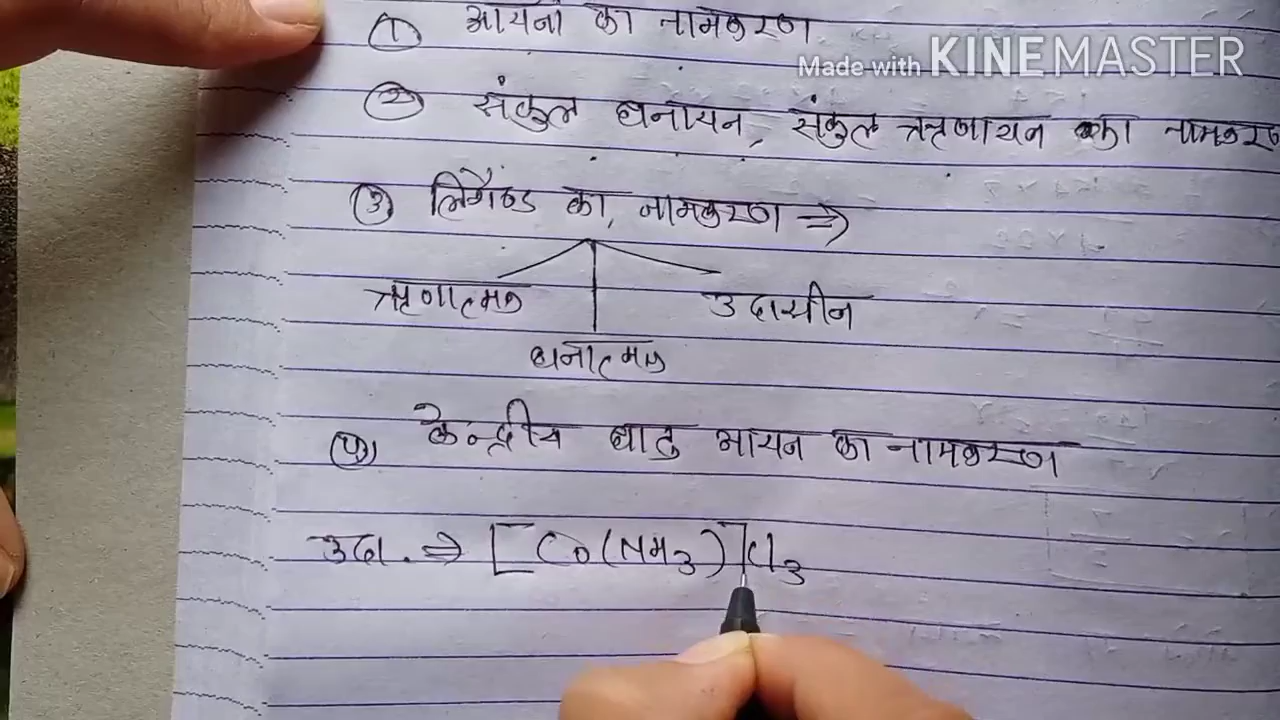 ① आयनों का नामकरण
Made with KINEMASTER
② संकुल धनायन, संकुल ऋणायन का नामकरण
③ लिगेण्ड का नामकरण ⇒
ऋणात्मक उदासीन
धनात्मक
④ केन्द्रीय धातु आयन का नामकरण
उदा. ⇒ [Co(NH3)]Cl3